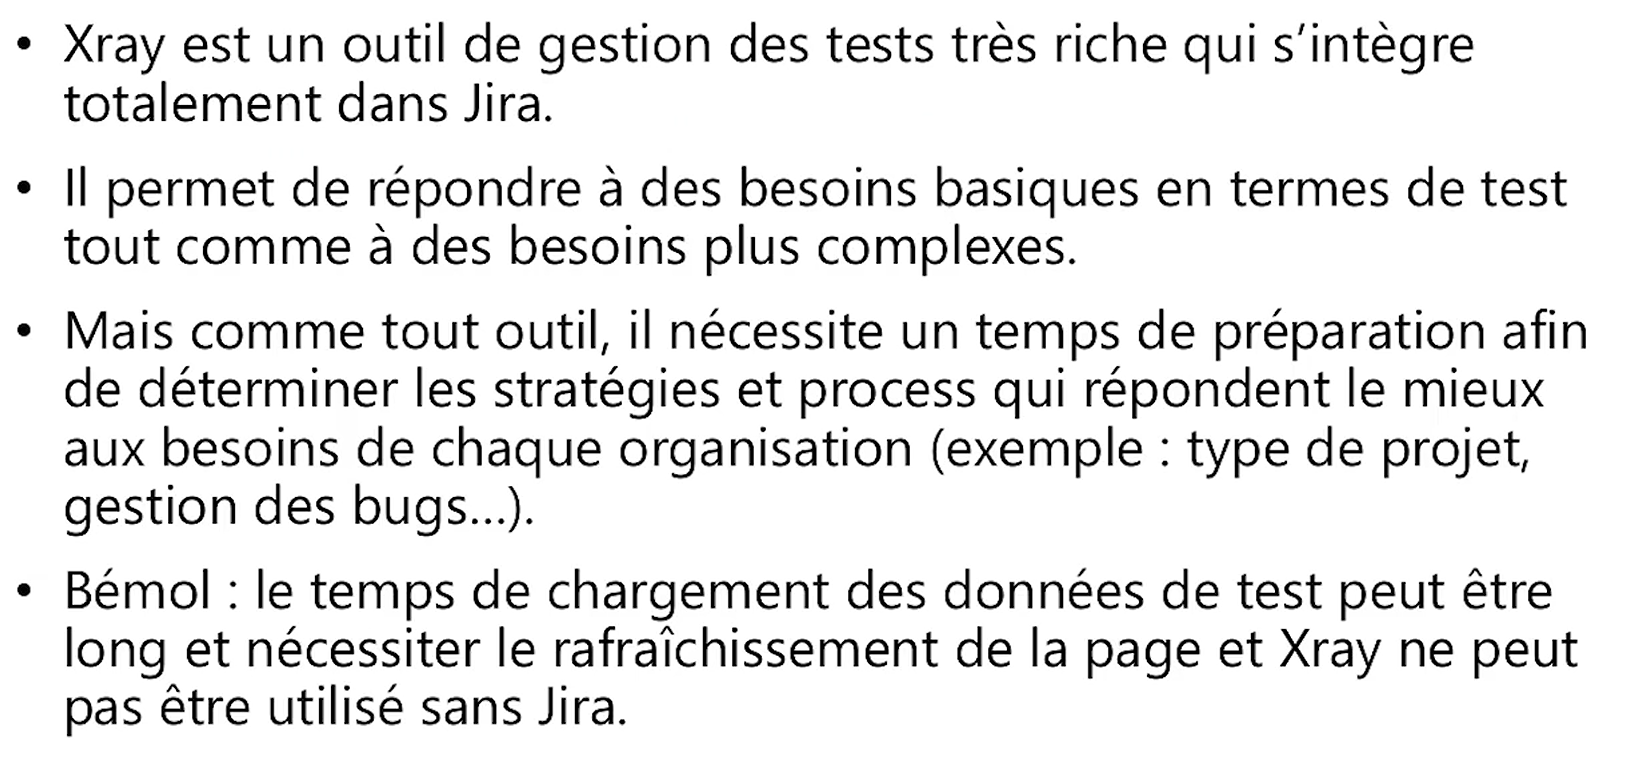 • Xray est un outil de gestion des tests très riche qui s’intègre
totalement dans Jira.
• Il permet de répondre à des besoins basiques en termes de test
tout comme à des besoins plus complexes.
• Mais comme tout outil, il nécessite un temps de préparation afin
de déterminer les stratégies et process qui répondent le mieux
aux besoins de chaque organisation (exemple : type de projet,
gestion des bugs…).
• Bémol : le temps de chargement des données de test peut être
long et nécessiter le rafraîchissement de la page et Xray ne peut
pas être utilisé sans Jira.